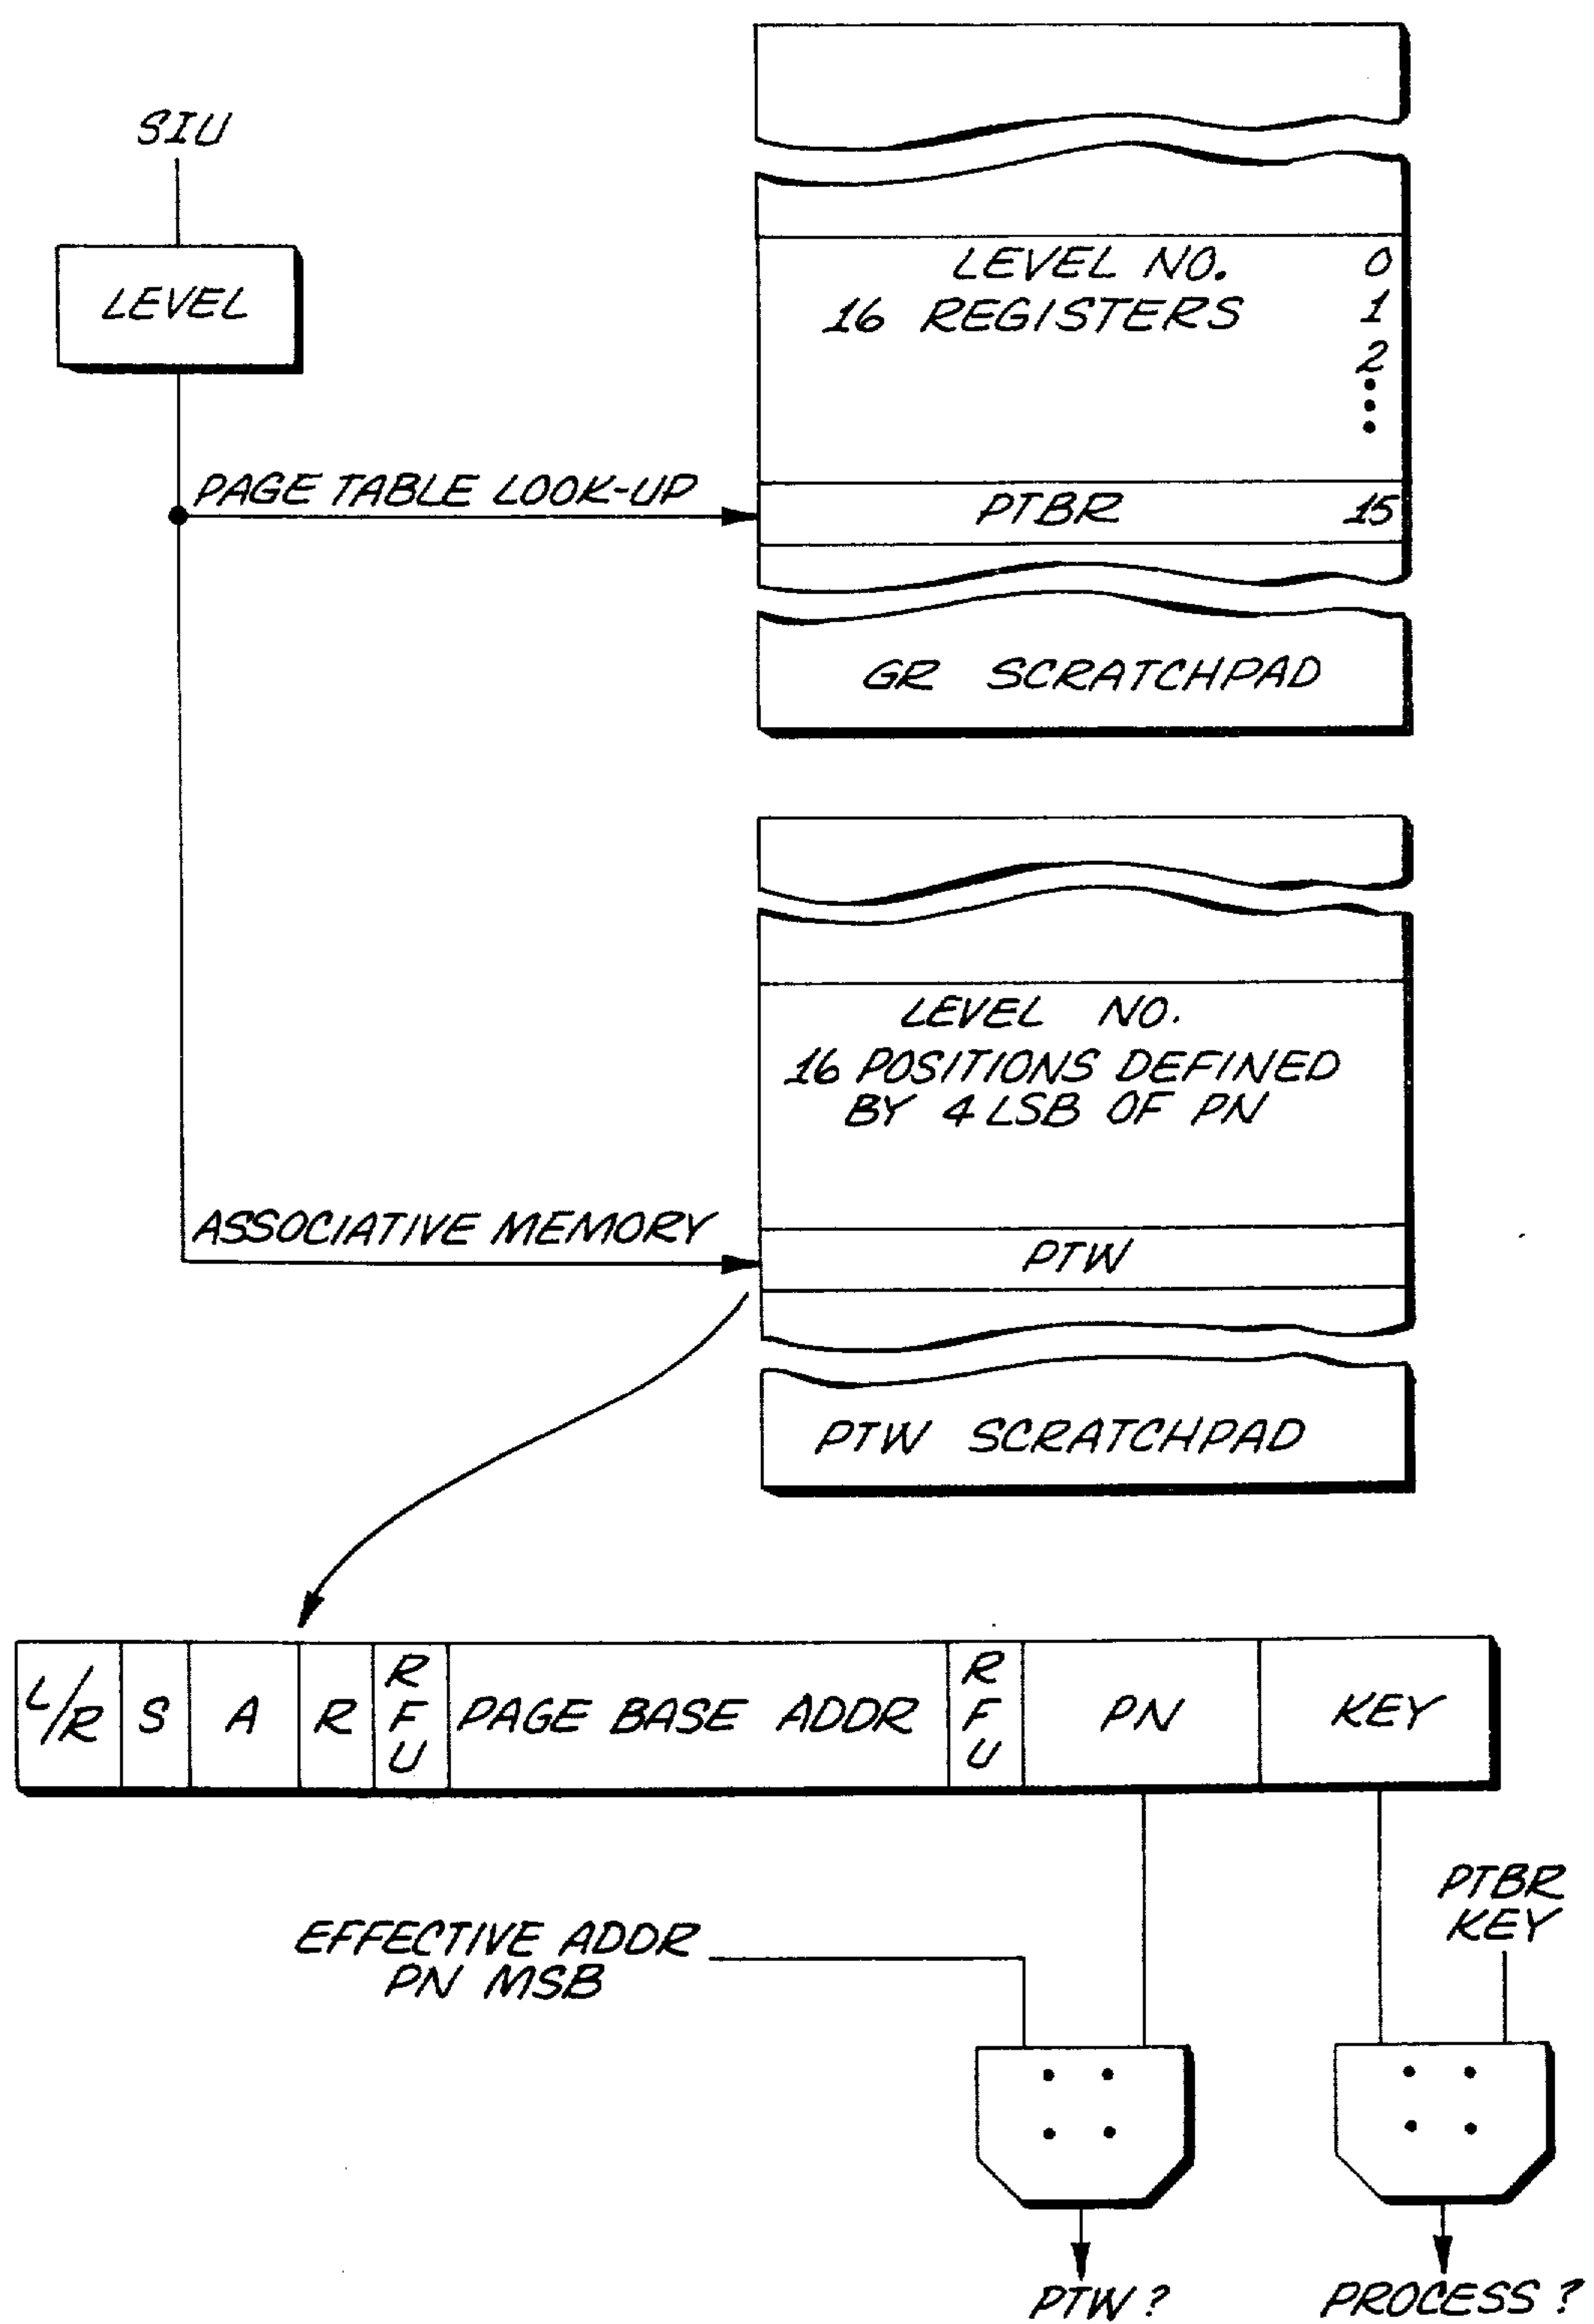 SIU
LEVEL
LEVEL NO. 0
16 REGISTERS 1
2
PAGE TABLE LOOK-UP
PTBR 15
GR SCRATCHPAD
LEVEL NO.
16 POSITIONS DEFINED
BY 4 LSB OF PN
ASSOCIATIVE MEMORY
PTW
PTW SCRATCHPAD
L/R S A R RFU PAGE BASE ADDR RFU PN KEY
PTBR
KEY
EFFECTIVE ADDR
PN MSB
PTW?
PROCESS?